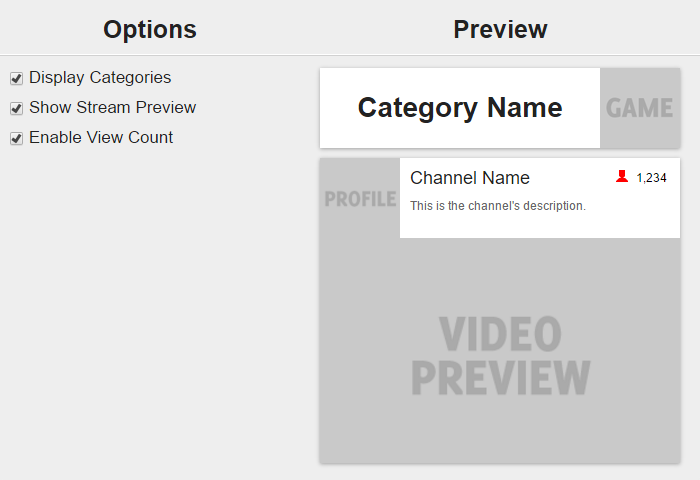 Options
Preview
Display Categories
Show Stream Preview
Enable View Count
Category Name
GAME
PROFILE
Channel Name
1,234
This is the channel's description.
VIDEO
PREVIEW